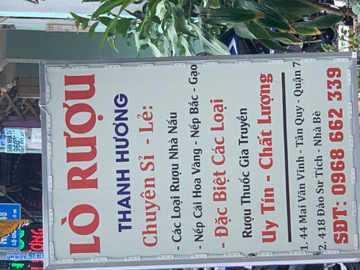 LÒ RƯỢU
THANH HƯƠNG
Chuyên Sỉ - Lẻ:
- Các Loại Rượu Nhà Nấu
- Nếp Cái Hoa Vàng - Nếp Bắc - Gạo
- Đặc Biệt Các Loại
Rượu Thuốc Gia Truyền
Uy Tín - Chất Lượng
1. 44 Mai Văn Vĩnh - Tân Quy - Quận 7
2. 418 Đào Sư Tích - Nhà Bè
SĐT: 0968 662 339